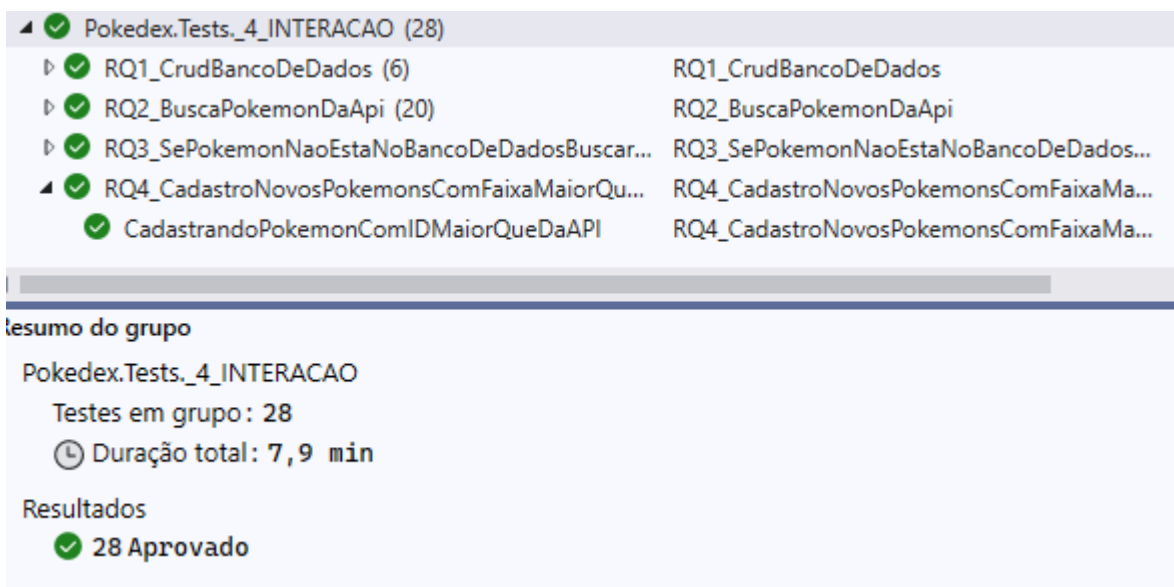 Pokedex.Tests._4_INTERACAO (28)
RQ1_CrudBancoDeDados (6) RQ1_CrudBancoDeDados
RQ2_BuscaPokemonDaApi (20) RQ2_BuscaPokemonDaApi
RQ3_SePokemonNaoEstaNoBancoDeDadosBuscar... RQ3_SePokemonNaoEstaNoBancoDeDados...
RQ4_CadastroNovosPokemonsComFaixaMaiorQu... RQ4_CadastroNovosPokemonsComFaixaMa...
CadastrandoPokemonComIDMaiorQueDaAPI RQ4_CadastroNovosPokemonsComFaixaMa...
Resumo do grupo
Pokedex.Tests._4_INTERACAO
Testes em grupo: 28
Duração total: 7,9 min
Resultados
28 Aprovado